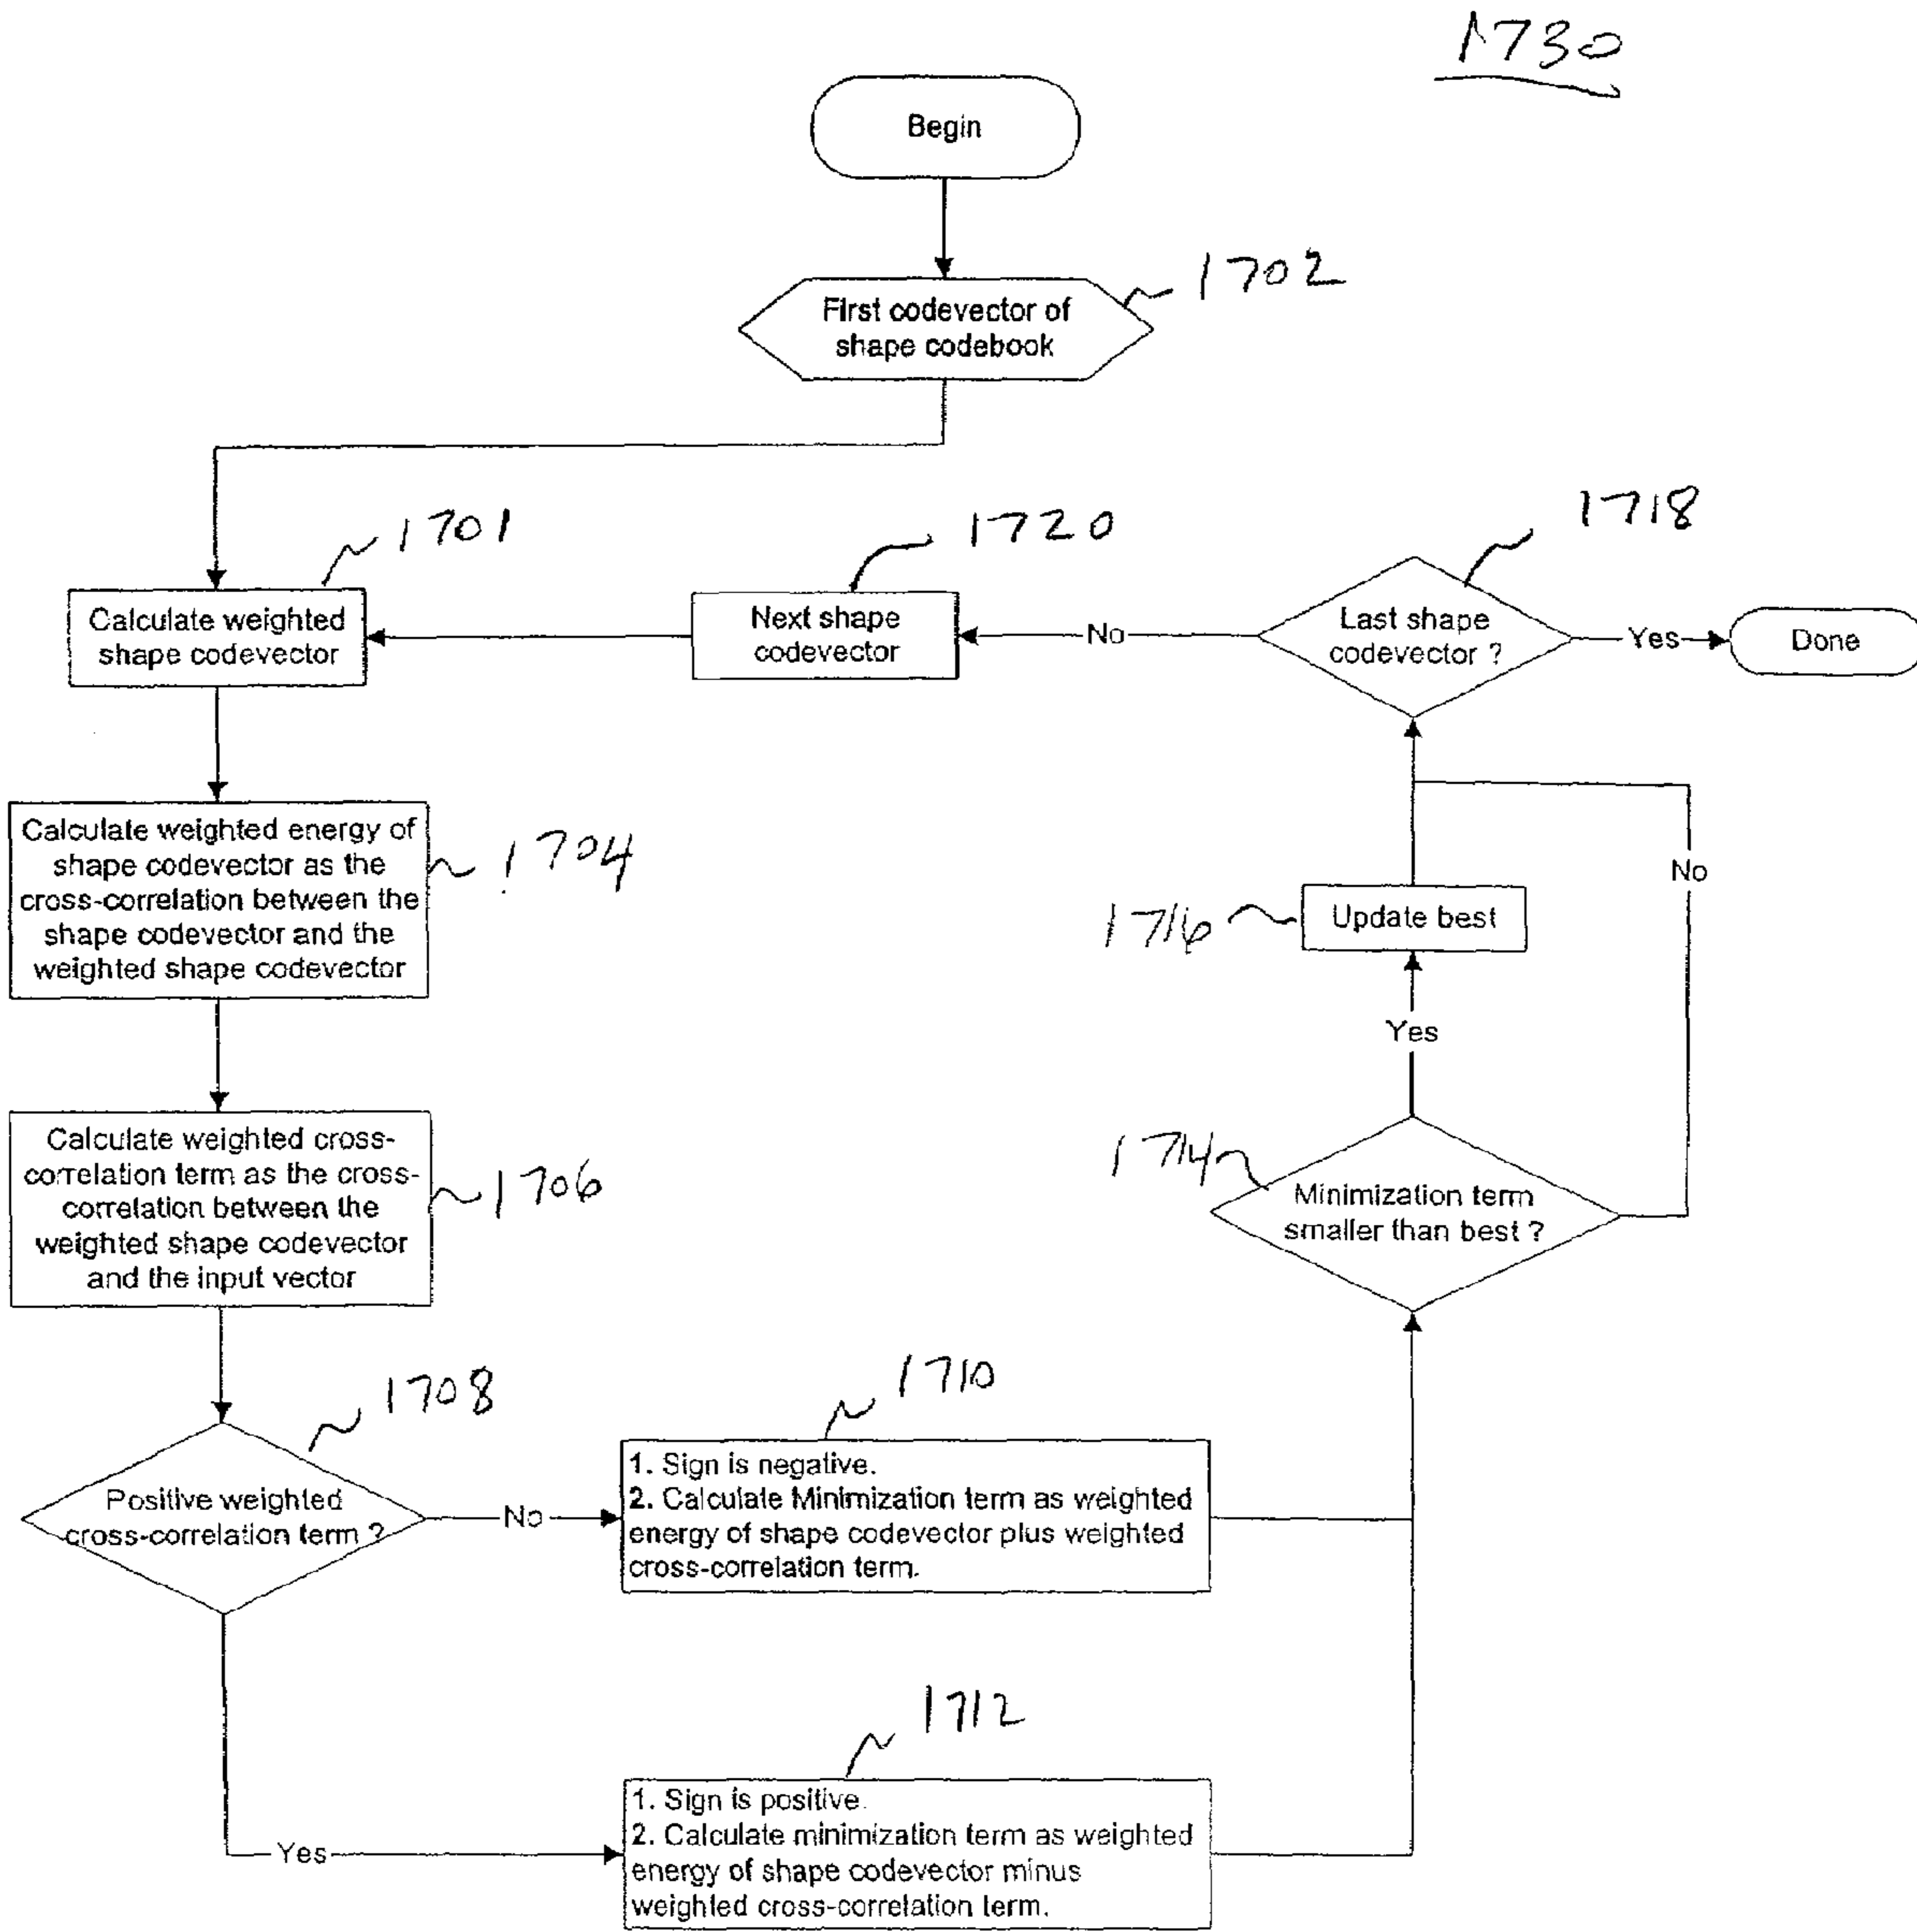 1730
Begin
1702
First codevector of
shape codebook
1701
Calculate weighted
shape codevector
1720
Next shape
codevector
No
1718
Last shape
codevector ?
Yes
Done
Calculate weighted energy of
shape codevector as the
cross-correlation between the
shape codevector and the
weighted shape codevector
1704
No
1716
Update best
Yes
Calculate weighted cross-
correlation term as the cross-
correlation between the
weighted shape codevector
and the input vector
1706
1714
Minimization term
smaller than best ?
1708
Positive weighted
cross-correlation term ?
No
1710
1. Sign is negative.
2. Calculate Minimization term as weighted
energy of shape codevector plus weighted
cross-correlation term.
Yes
1712
1. Sign is positive.
2. Calculate minimization term as weighted
energy of shape codevector minus
weighted cross-correlation term.